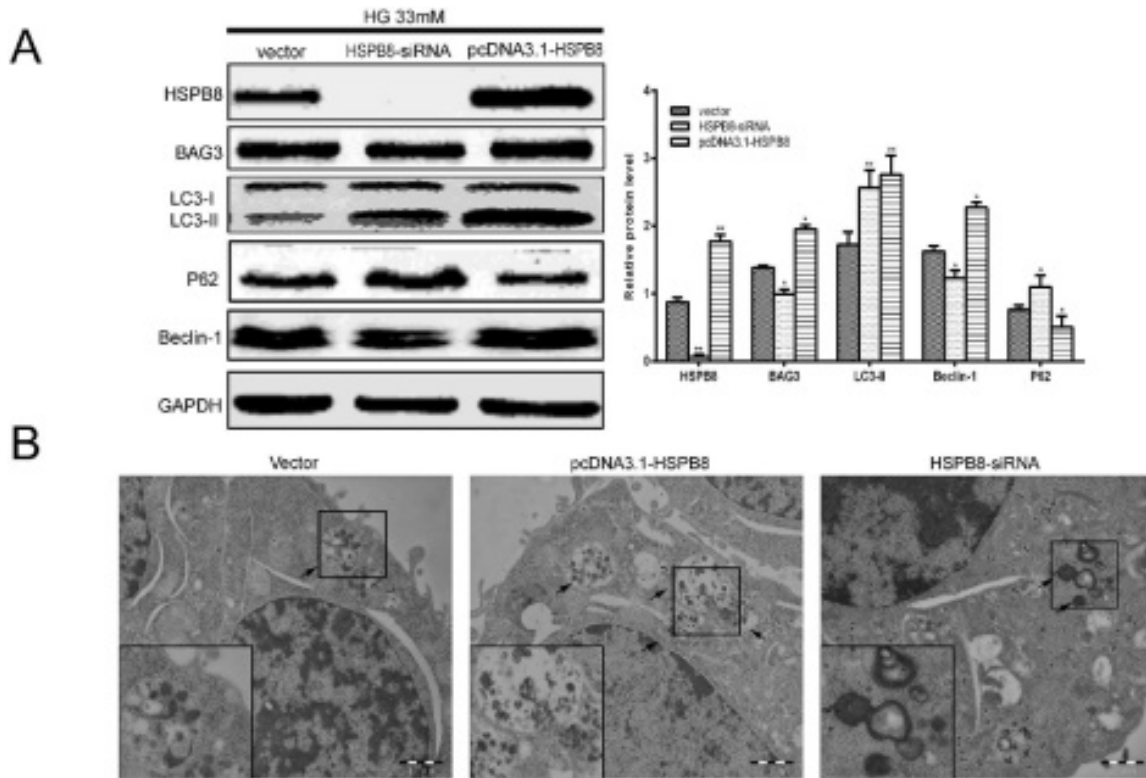 A
HG 33mM
vector HSPB8-siRNA pcDNA3.1-HSPB8
HSPB8
BAG3
LC3-I
LC3-II
P62
Beclin-1
GAPDH
Relative protein level
4
3
2
1
0
vector
HSPB8-siRNA
pcDNA3.1-HSPB8
** ** * * ** ** * * * *
HSPB8 BAG3 LC3-II Beclin-1 P62
B
Vector pcDNA3.1-HSPB8 HSPB8-siRNA